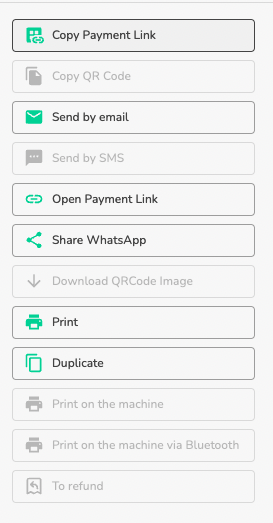 Copy Payment Link
Copy QR Code
Send by email
Send by SMS
Open Payment Link
Share WhatsApp
Download QRCode Image
Print
Duplicate
Print on the machine
Print on the machine via Bluetooth
To refund